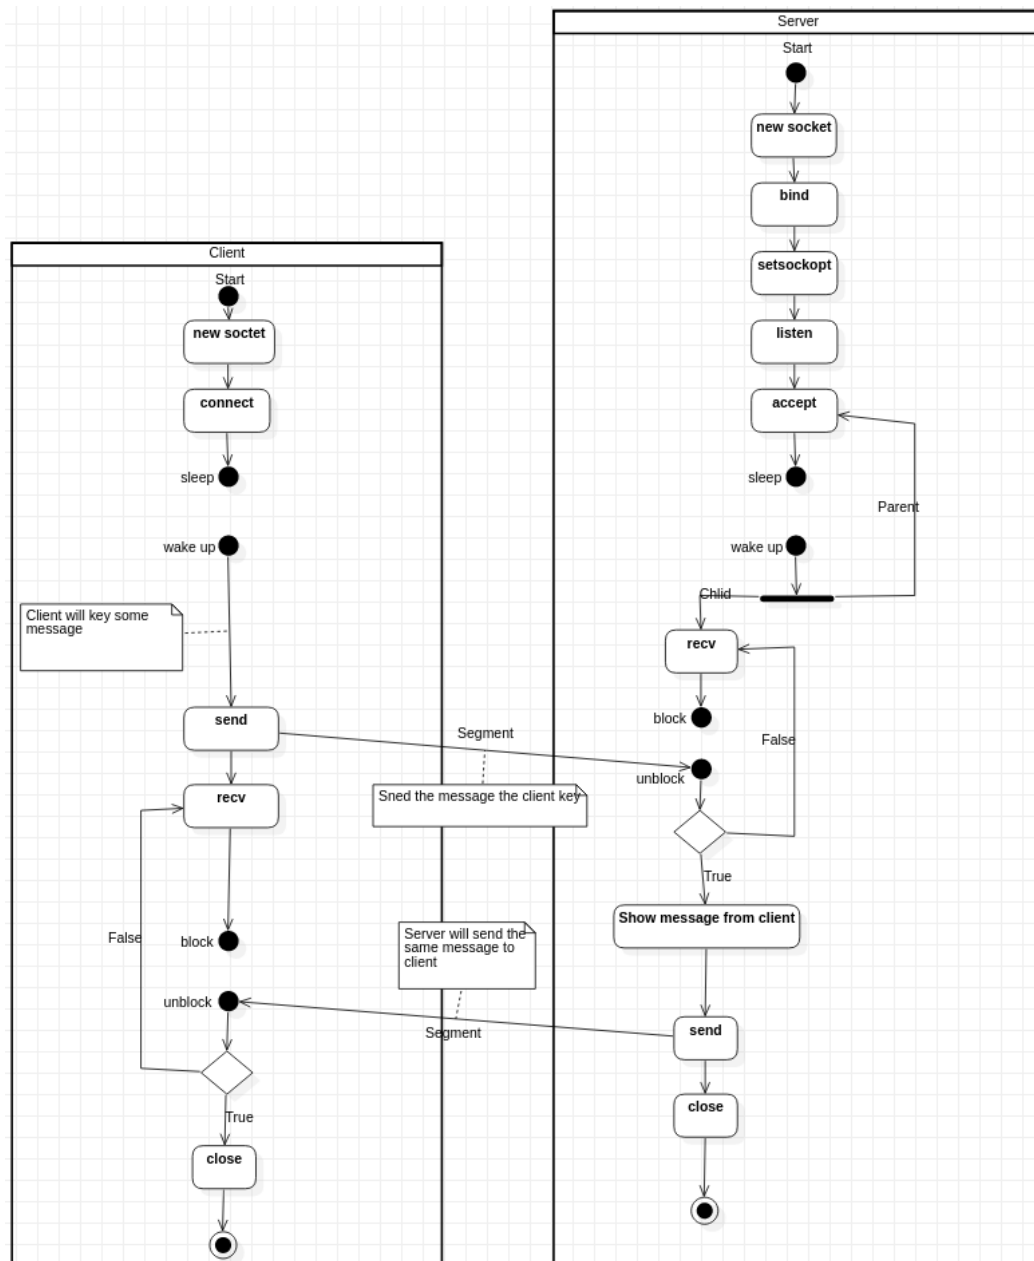 Server
Start
new socket
bind
setsockopt
listen
accept
sleep
Parent
wake up
Chlid
recv
block
False
unblock
True
Show message from client
send
close
Client
Start
new soctet
connect
sleep
wake up
Client will key some
message
send
Segment
Sned the message the client key
recv
False
block
Server will send the
same message to
client
unblock
Segment
True
close